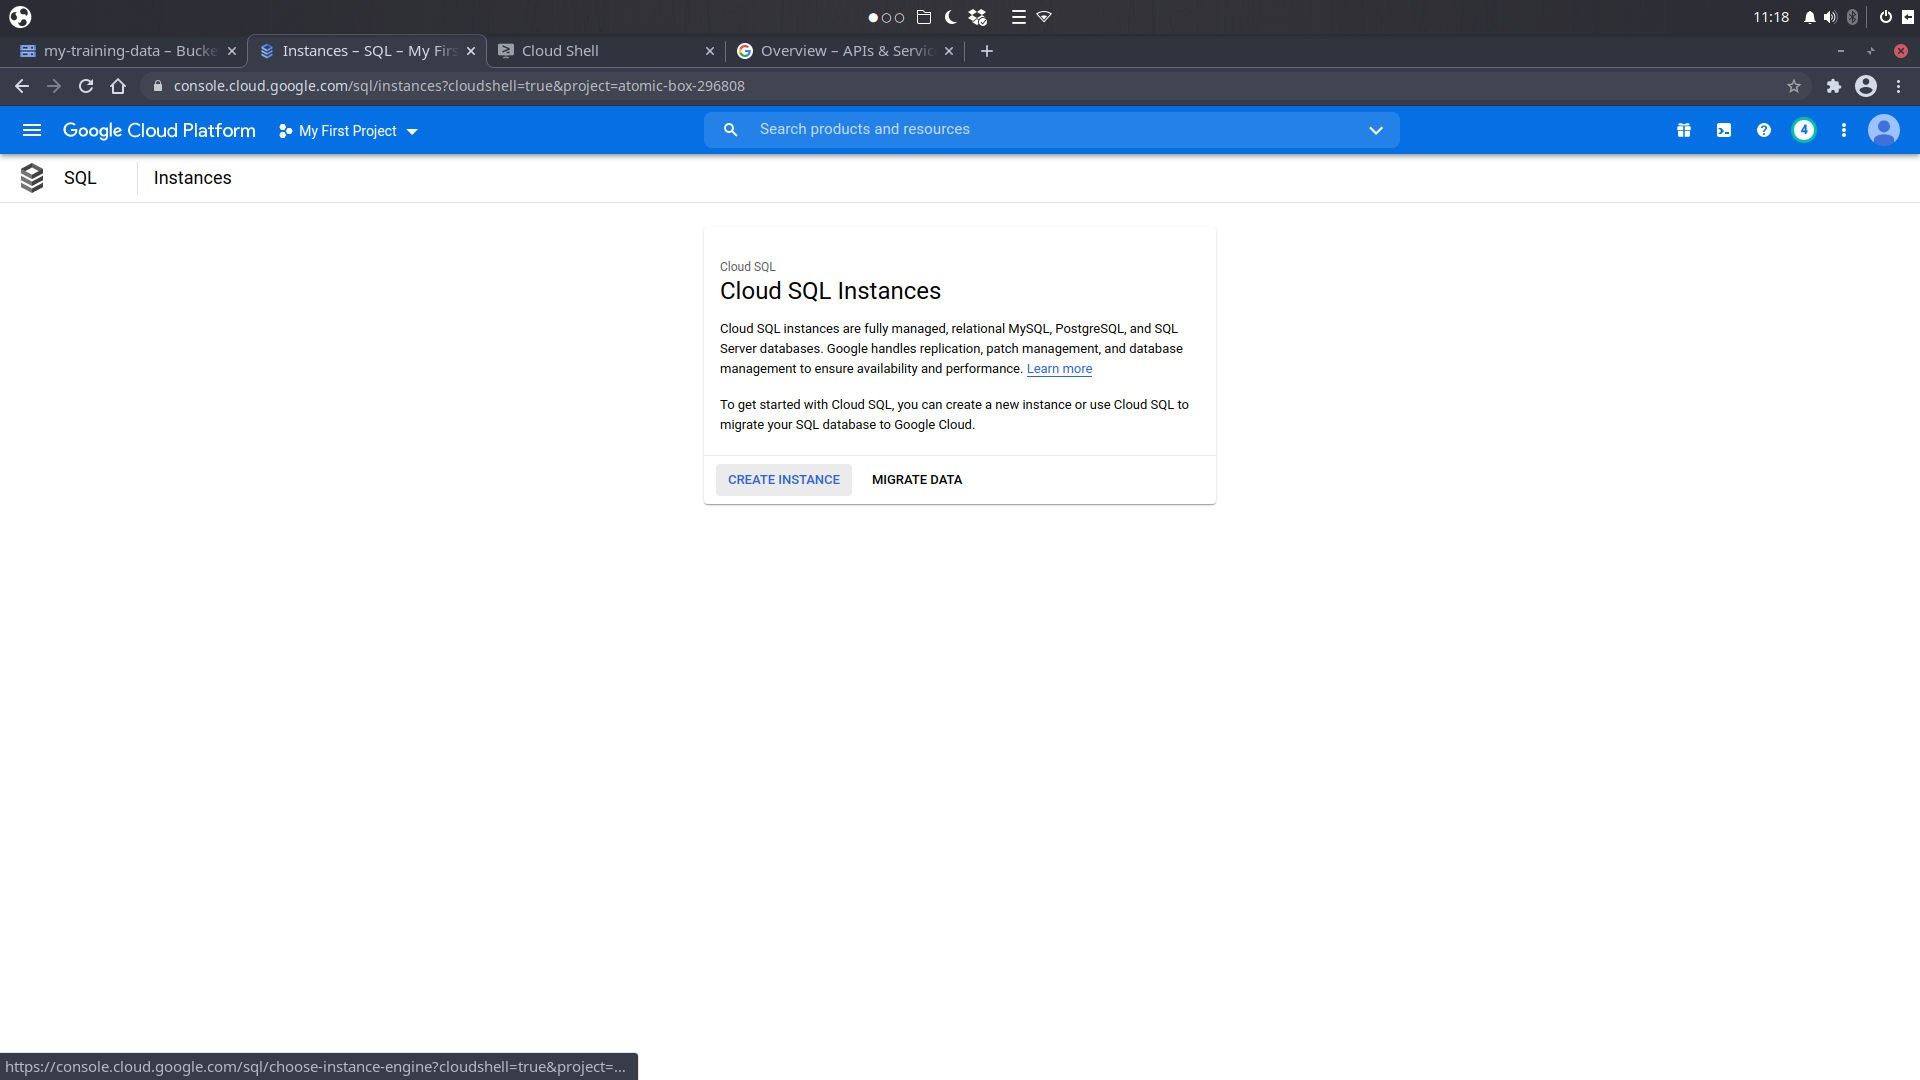 11:18
my-training-data – Bucke
Instances – SQL – My Firs
Cloud Shell
Overview – APIs & Servic
console.cloud.google.com/sql/instances?cloudshell=true&project=atomic-box-296808
Google Cloud Platform
My First Project
Search products and resources
4
SQL
Instances
Cloud SQL
Cloud SQL Instances
Cloud SQL instances are fully managed, relational MySQL, PostgreSQL, and SQL
Server databases. Google handles replication, patch management, and database
management to ensure availability and performance. Learn more
To get started with Cloud SQL, you can create a new instance or use Cloud SQL to
migrate your SQL database to Google Cloud.
CREATE INSTANCE
MIGRATE DATA
https://console.cloud.google.com/sql/choose-instance-engine?cloudshell=true&project=...